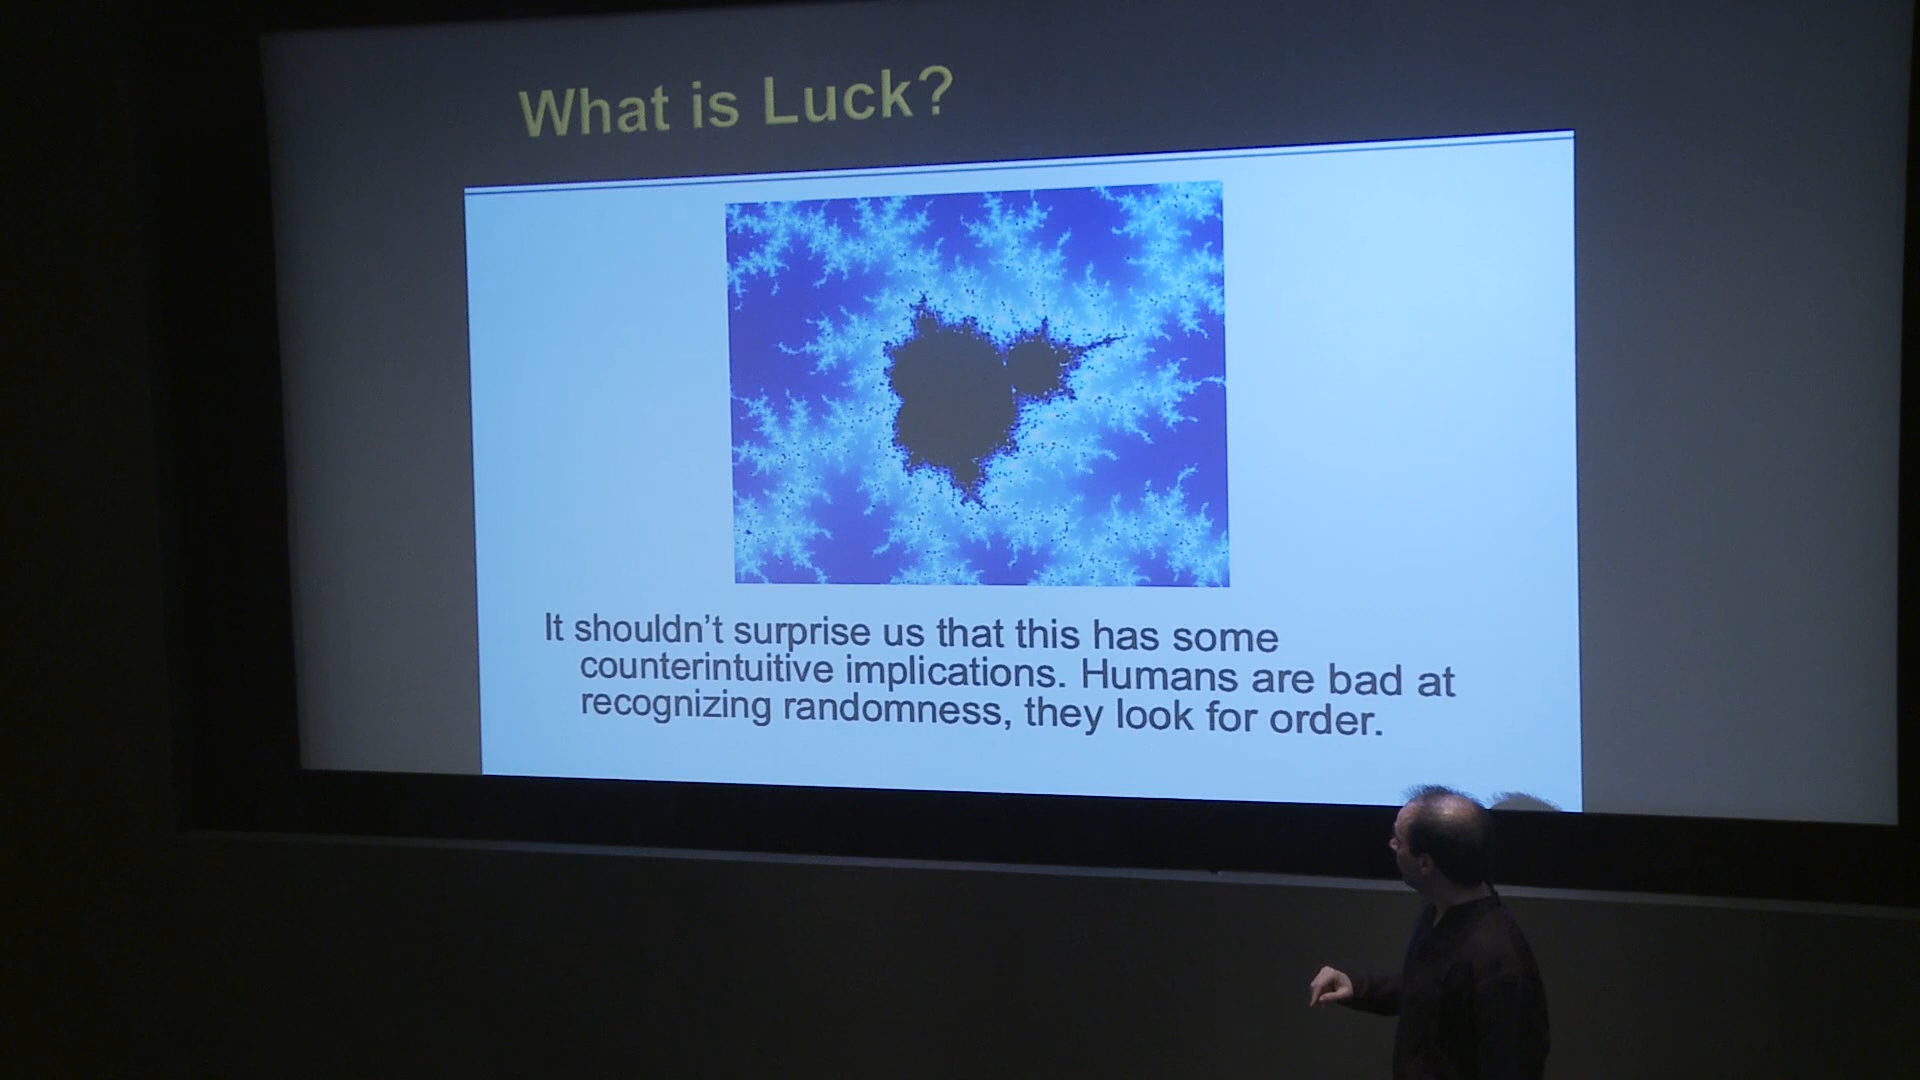 What is Luck?
It shouldn't surprise us that this has some
counterintuitive implications. Humans are bad at
recognizing randomness, they look for order.